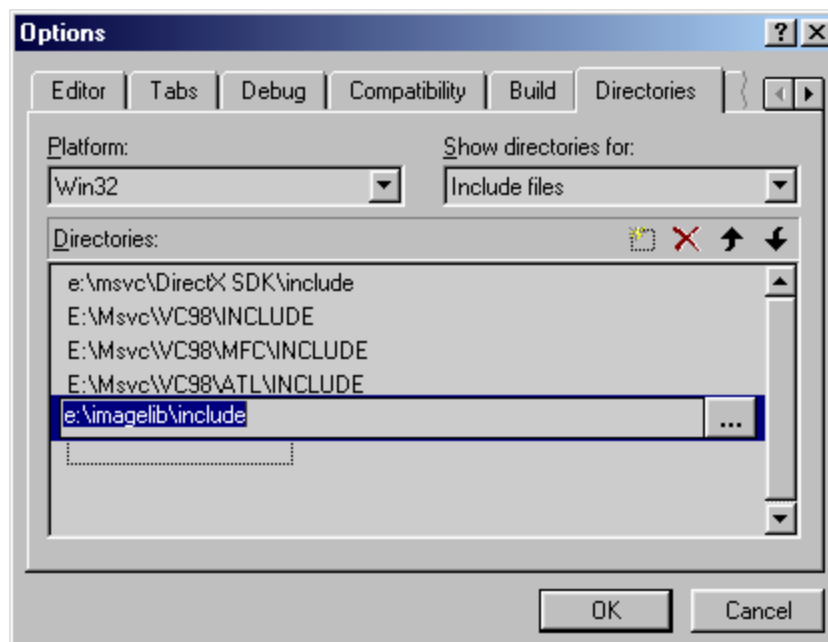 Options
Editor Tabs Debug Compatibility Build Directories
Platform: Show directories for:
Win32 Include files
Directories:
e:\msvc\DirectX SDK\include
E:\Msvc\VC98\INCLUDE
E:\Msvc\VC98\MFC\INCLUDE
E:\Msvc\VC98\ATL\INCLUDE
e:\imagelib\include ...
OK Cancel